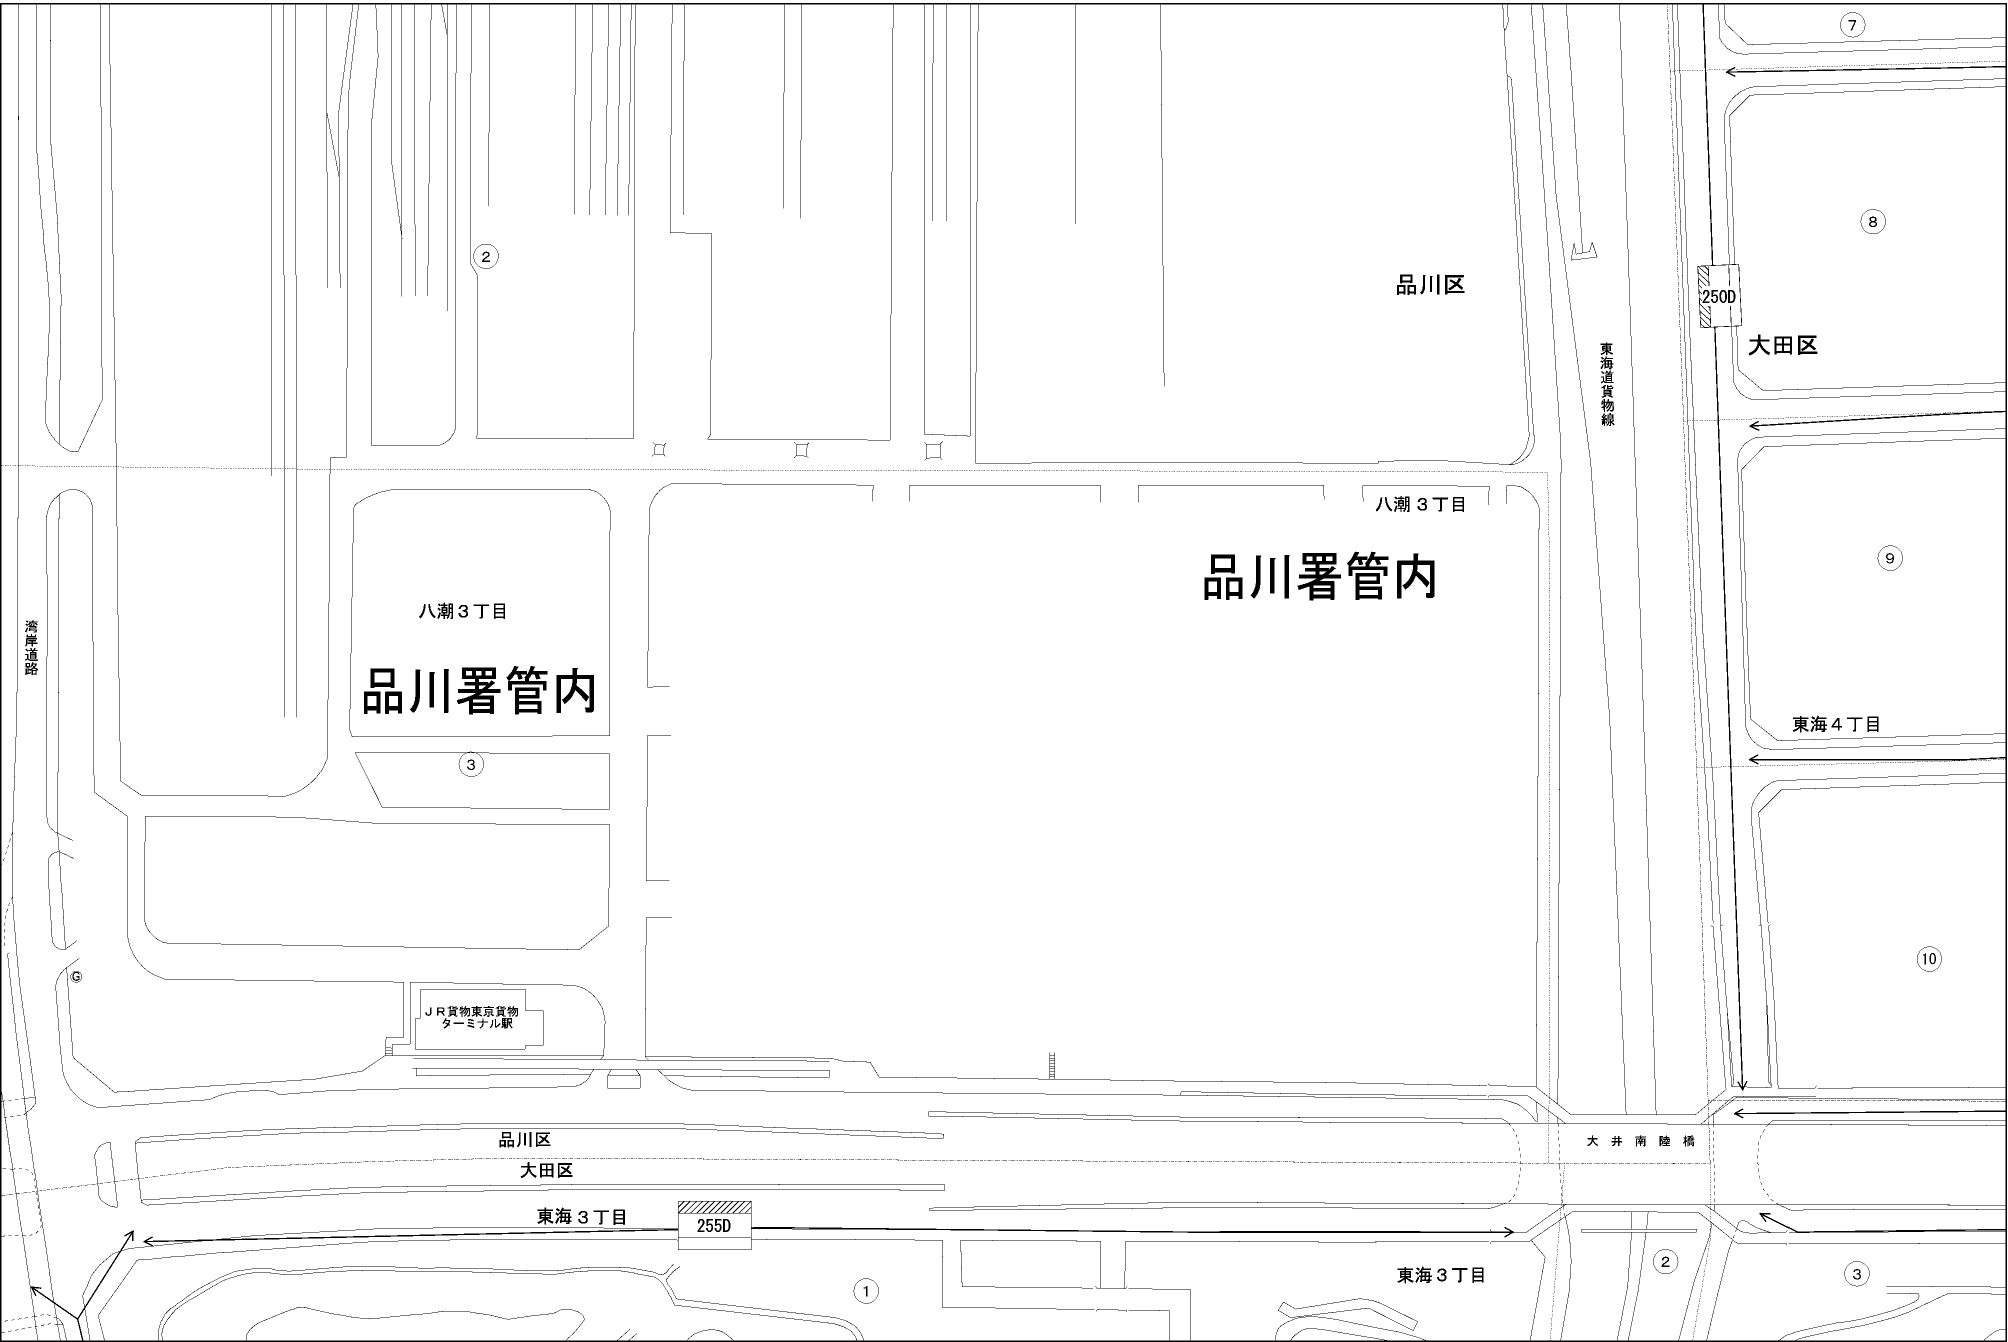 ⑦
⑧
②
品川区
250D
大田区
東海道貨物線
八潮３丁目
⑨
品川署管内
八潮３丁目
湾岸道路
品川署管内
東海４丁目
③
⑩
G
ＪＲ貨物東京貨物
ターミナル駅
品川区
大井南陸橋
大田区
東海３丁目
255D
②
東海３丁目
③
①